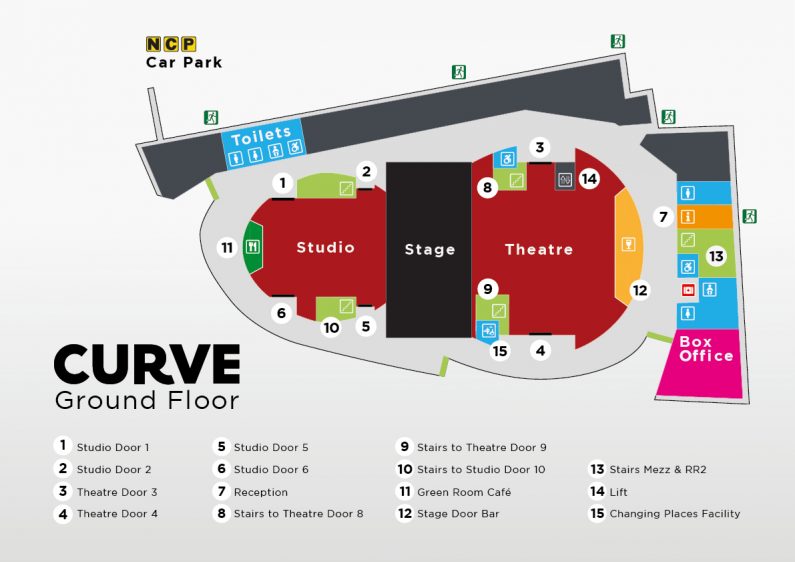 NCP
Car Park
Toilets
1
2
3
8
14
7
i
13
11
Studio
Stage
Theatre
9
12
6
10
5
15
4
Box
Office
CURVE
Ground Floor
1 Studio Door 1
2 Studio Door 2
3 Theatre Door 3
4 Theatre Door 4
5 Studio Door 5
6 Studio Door 6
7 Reception
8 Stairs to Theatre Door 8
9 Stairs to Theatre Door 9
10 Stairs to Studio Door 10
11 Green Room Café
12 Stage Door Bar
13 Stairs Mezz & RR2
14 Lift
15 Changing Places Facility